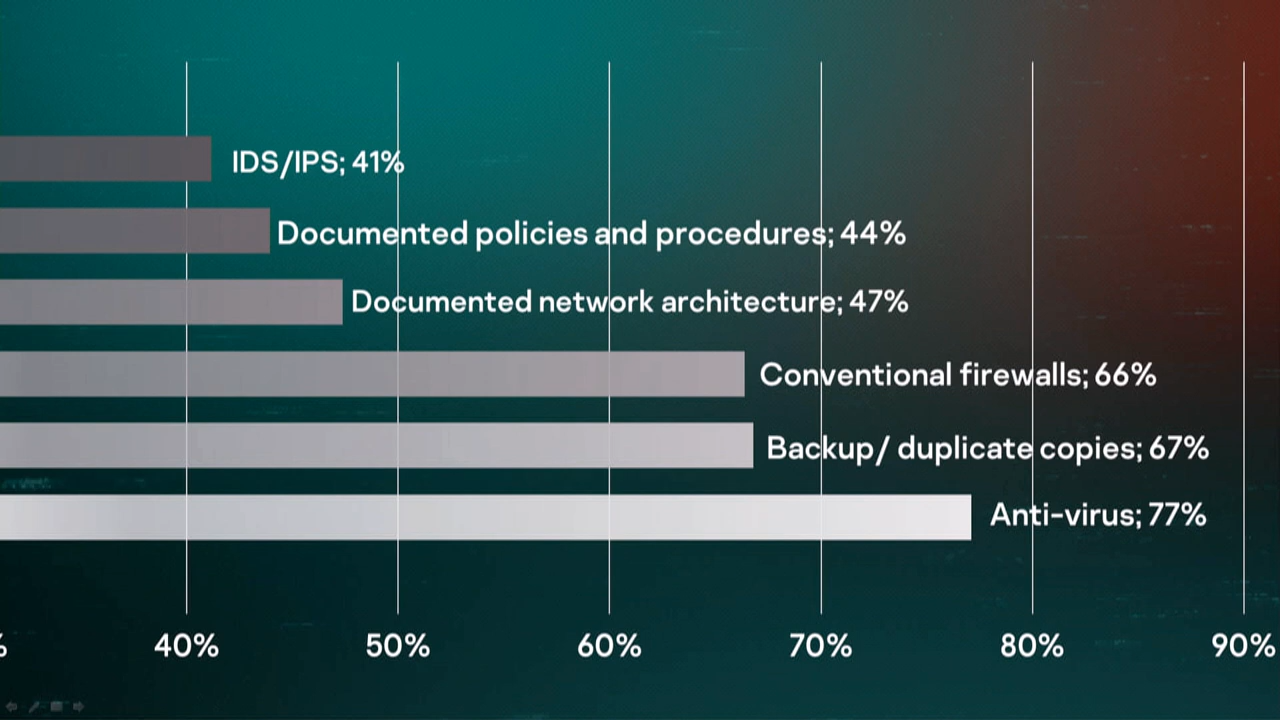 IDS/IPS; 41%
Documented policies and procedures; 44%
Documented network architecture; 47%
Conventional firewalls; 66%
Backup/ duplicate copies; 67%
Anti-virus; 77%
% 40% 50% 60% 70% 80% 90%